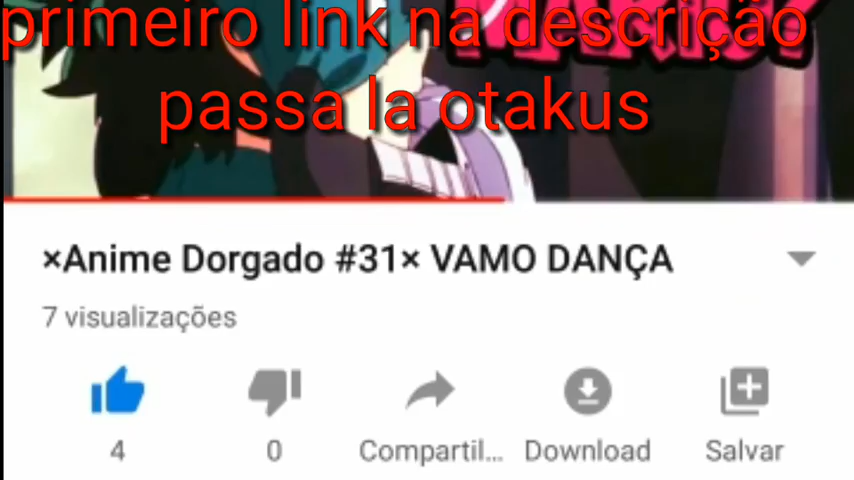 primeiro link na descrição
passa la otakus
×Anime Dorgado #31× VAMO DANÇA
7 visualizações
4
0
Compartil...
Download
Salvar